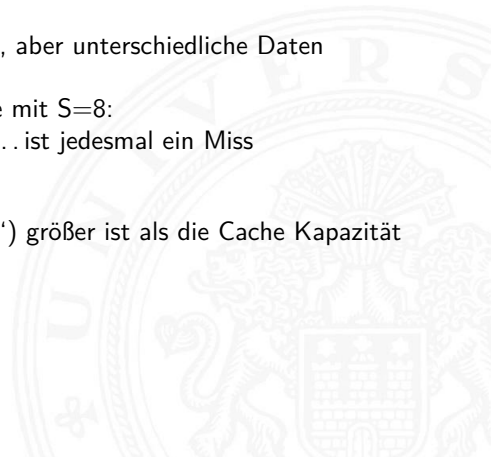 , aber unterschiedliche Daten
e mit S=8:
. . ist jedesmal ein Miss
“) größer ist als die Cache Kapazität
U N I V E R S